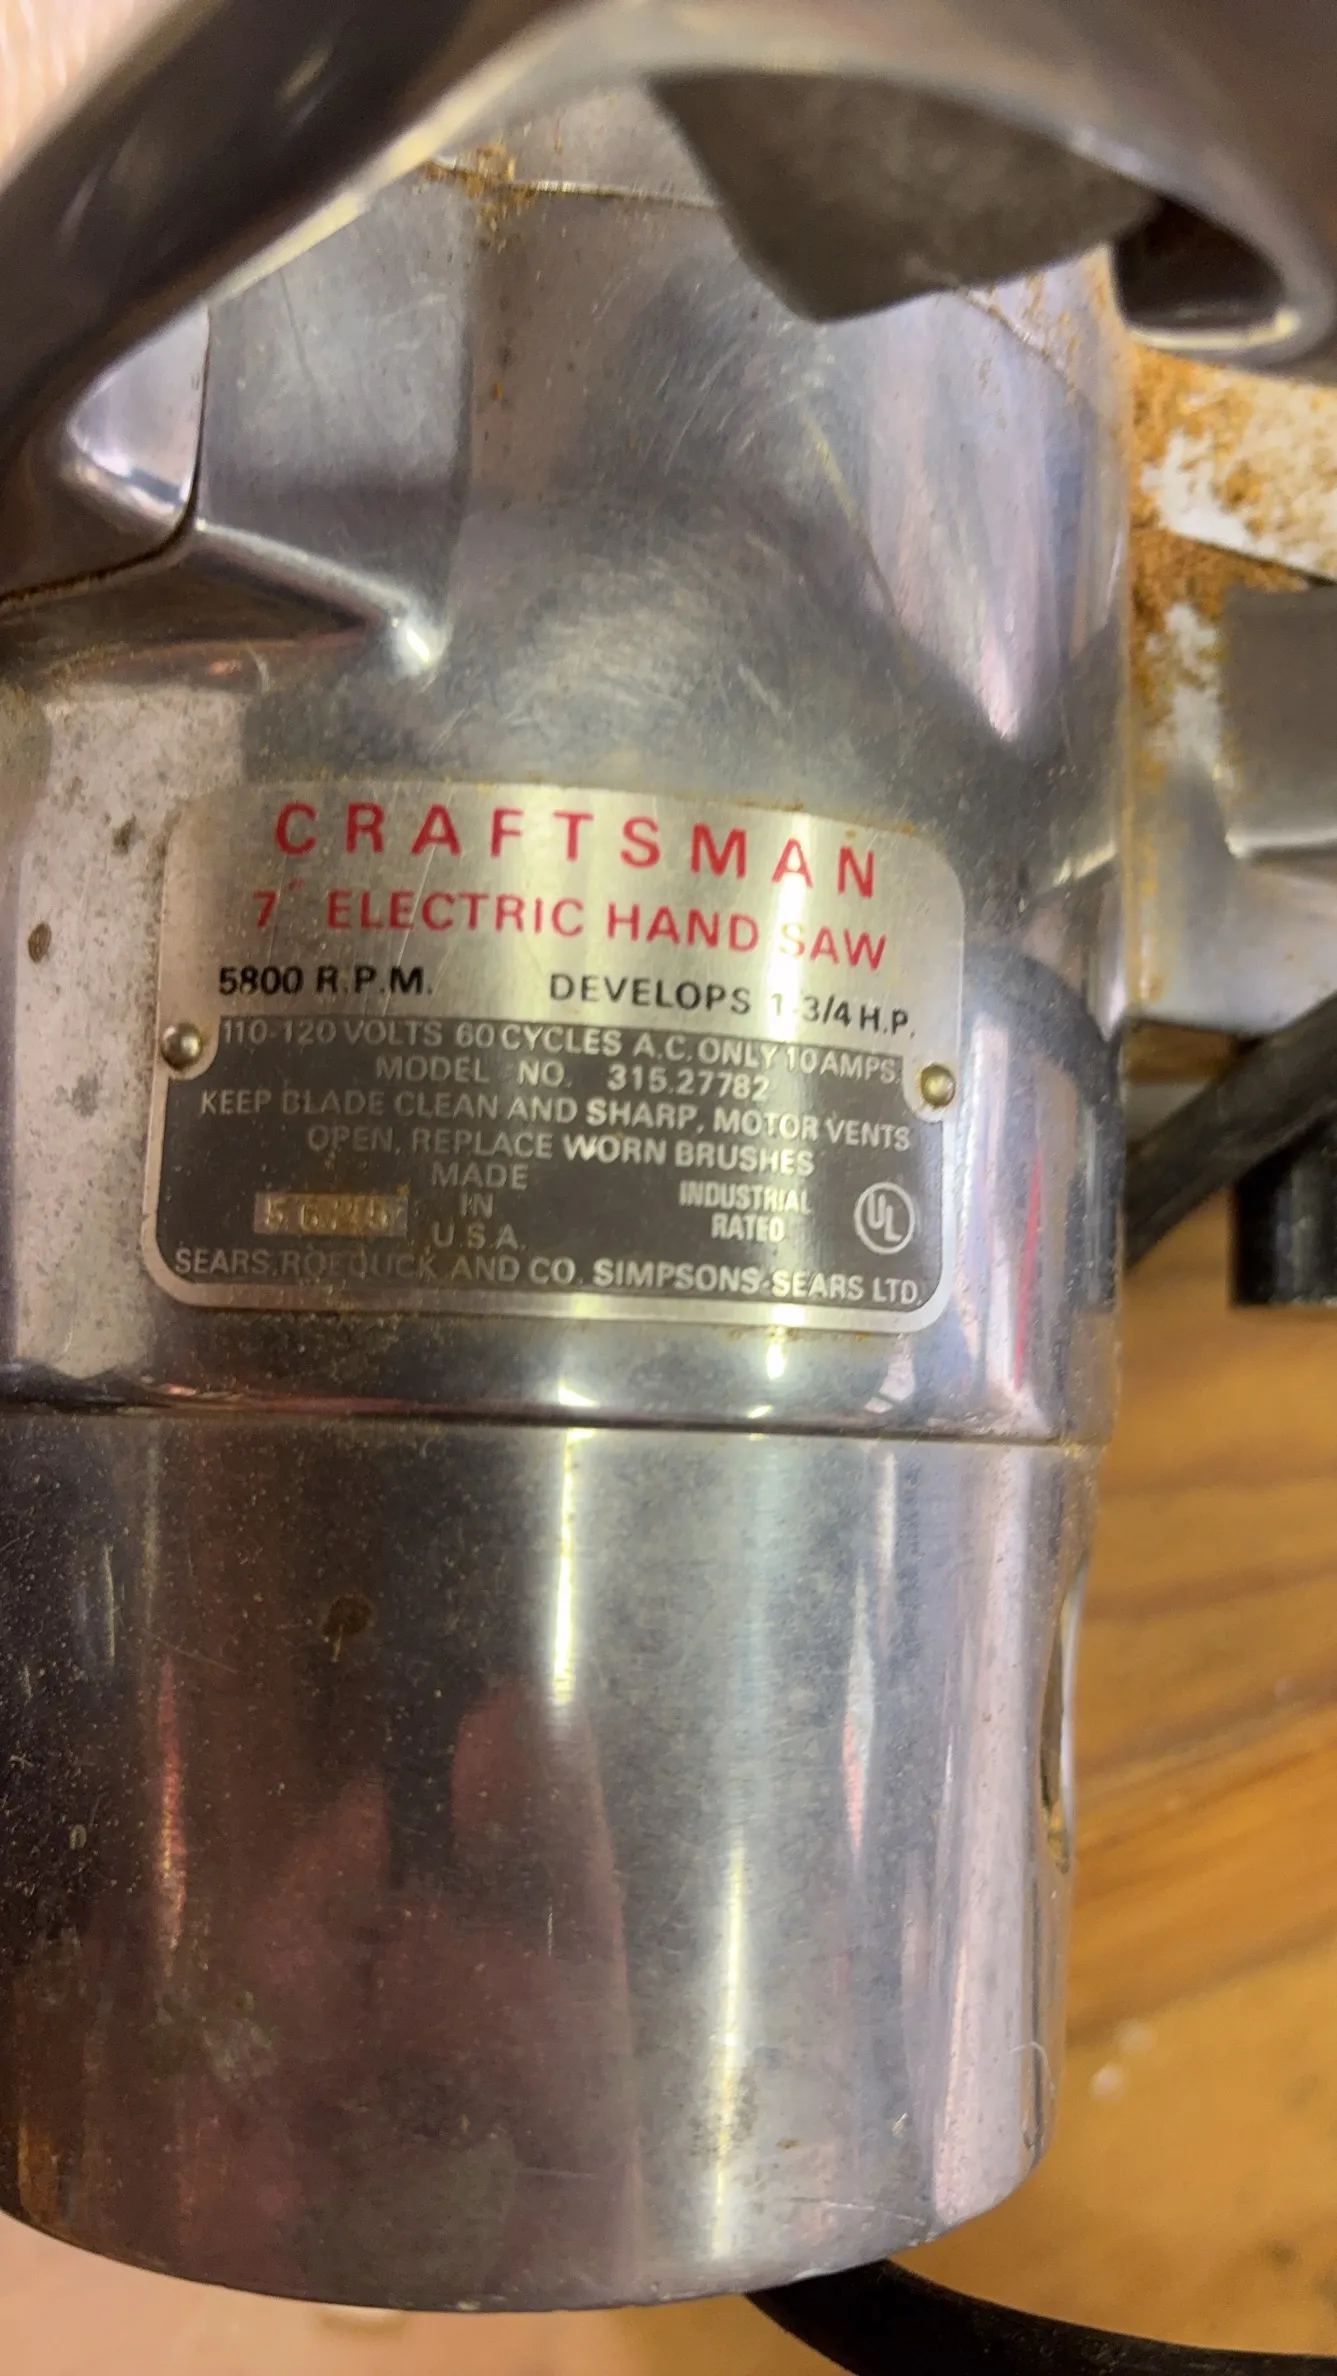 CRAFTSMAN
7" ELECTRIC HAND SAW
5800 R.P.M. DEVELOPS 1-3/4 H.P.
110-120 VOLTS 60 CYCLES A.C. ONLY 10 AMPS.
MODEL NO. 315.27782
KEEP BLADE CLEAN AND SHARP, MOTOR VENTS
OPEN, REPLACE WORN BRUSHES
MADE
IN
U.S.A.
INDUSTRIAL
RATED
UL
SEARS, ROEBUCK AND CO. SIMPSONS-SEARS LTD.